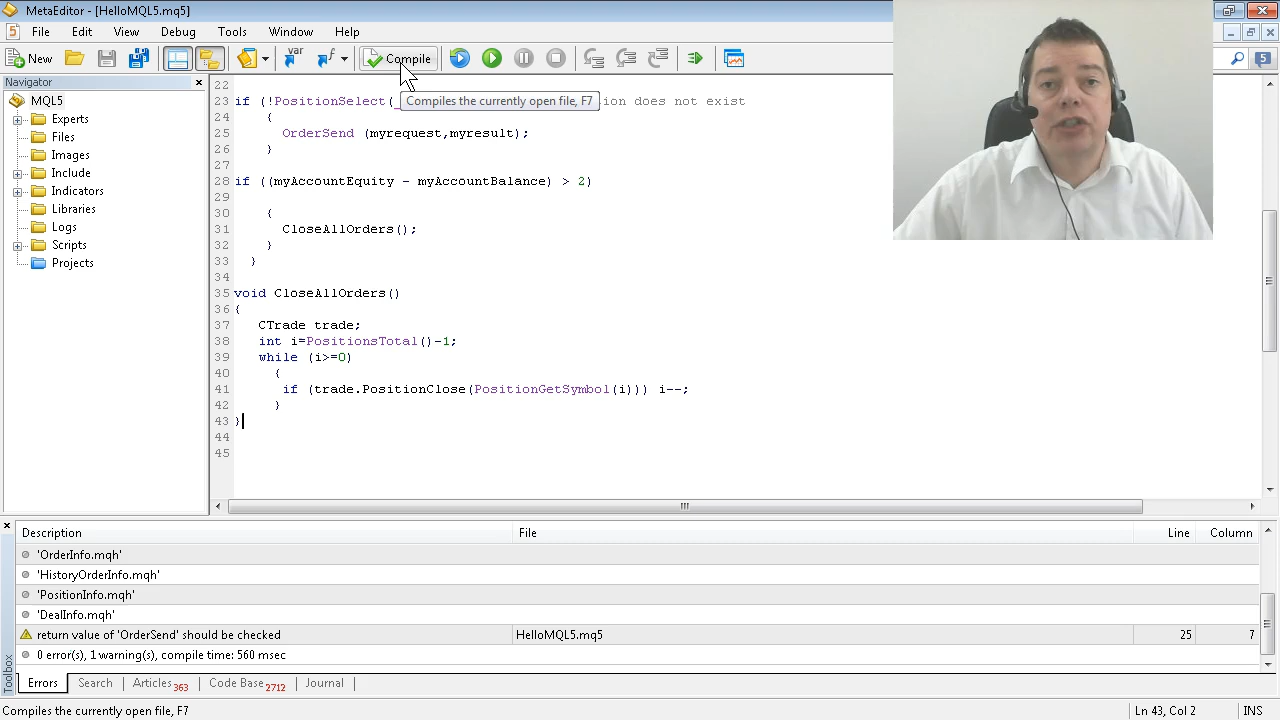 MetaEditor - [HelloMQL5.mq5]
File Edit View Debug Tools Window Help
New Compile 5
Navigator
Compiles the currently open file, F7
MQL5
Experts
Files
Images
Include
Indicators
Libraries
Logs
Scripts
Projects
22
23 if (!PositionSelect(_ ion does not exist
24 {
25 OrderSend (myrequest,myresult);
26 }
27
28 if ((myAccountEquity - myAccountBalance) > 2)
29
30 {
31 CloseAllOrders();
32 }
33 }
34
35 void CloseAllOrders()
36 {
37 CTrade trade;
38 int i=PositionsTotal()-1;
39 while (i>=0)
40 {
41 if (trade.PositionClose(PositionGetSymbol(i))) i--;
42 }
43 }
44
45
Description File Line Column
'OrderInfo.mqh'
'HistoryOrderInfo.mqh'
'PositionInfo.mqh'
'DealInfo.mqh'
return value of 'OrderSend' should be checked HelloMQL5.mq5 25 7
0 error(s), 1 warning(s), compile time: 560 msec
Toolbox
Errors Search Articles 363 Code Base 2712 Journal
Compiles the currently open file, F7 Ln 43, Col 2 INS